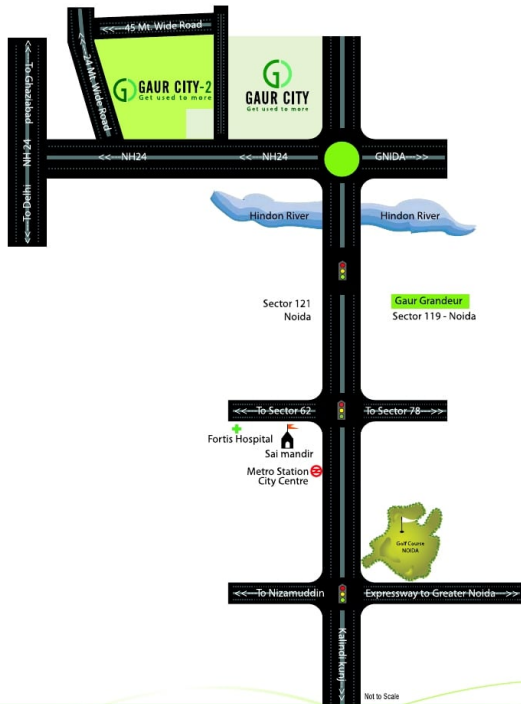 << 45 Mt. Wide Road
<< 24 Mt. Wide Road
<< To Delhi NH 24 To Ghaziabad >>
GAUR CITY-2
Get used to more
GAUR CITY
Get used to more
<< NH24
<< NH24
GNIDA >>
Hindon River
Hindon River
Sector 121
Noida
Gaur Grandeur
Sector 119 - Noida
<< To Sector 62
To Sector 78 >>
Fortis Hospital
Sai mandir
Metro Station
City Centre
Golf Course
NOIDA
<< To Nizamuddin
Expressway to Greater Noida >>
Kalindi kunj >>
Not to Scale